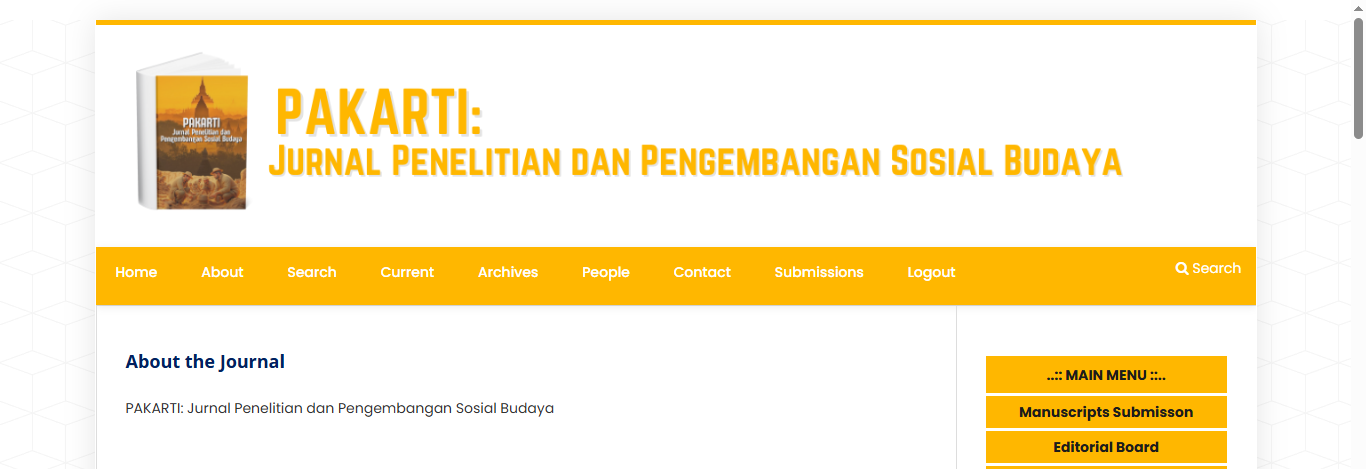 PAKARTI
Jurnal Penelitian dan
Pengembangan Sosial Budaya
PAKARTI:
JURNAL PENELITIAN DAN PENGEMBANGAN SOSIAL BUDAYA
Home About Search Current Archives People Contact Submissions Logout Search
About the Journal
PAKARTI: Jurnal Penelitian dan Pengembangan Sosial Budaya
..:: MAIN MENU ::..
Manuscripts Submisson
Editorial Board